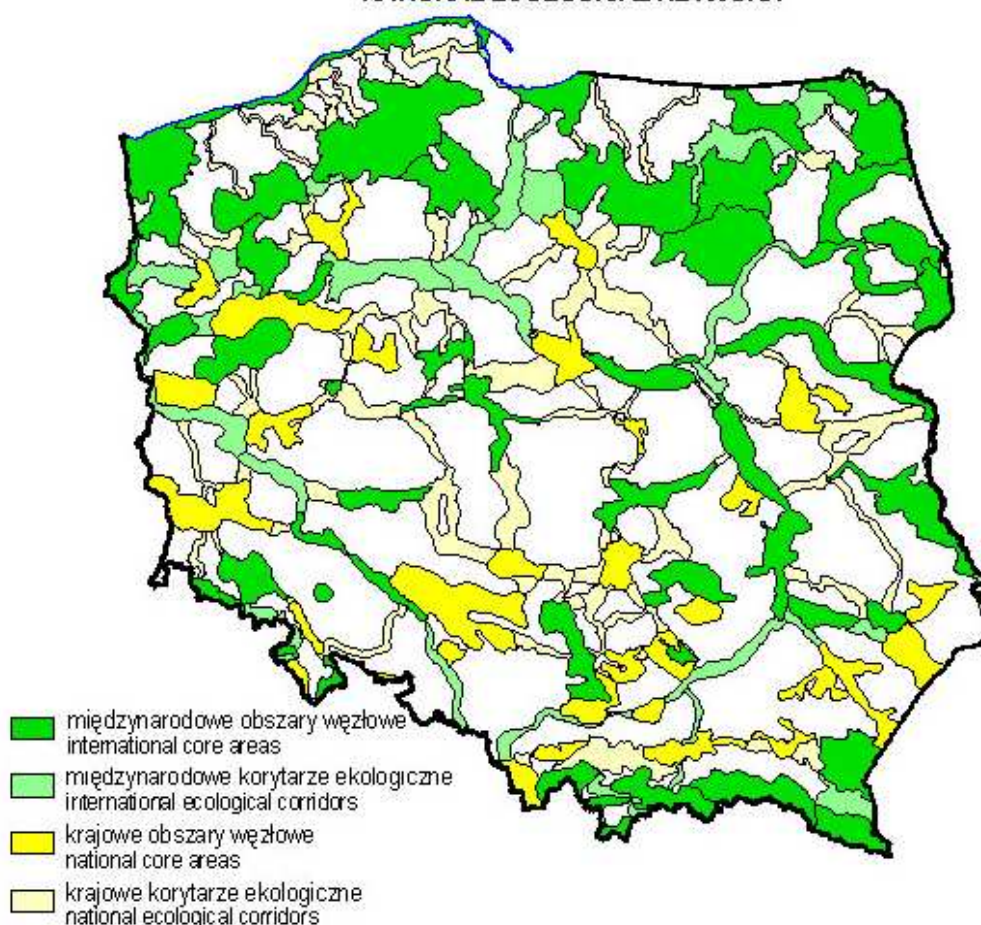 międzynarodowe obszary węzłowe
international core areas
międzynarodowe korytarze ekologiczne
international ecological corridors
krajowe obszary węzłowe
national core areas
krajowe korytarze ekologiczne
national ecological corridors